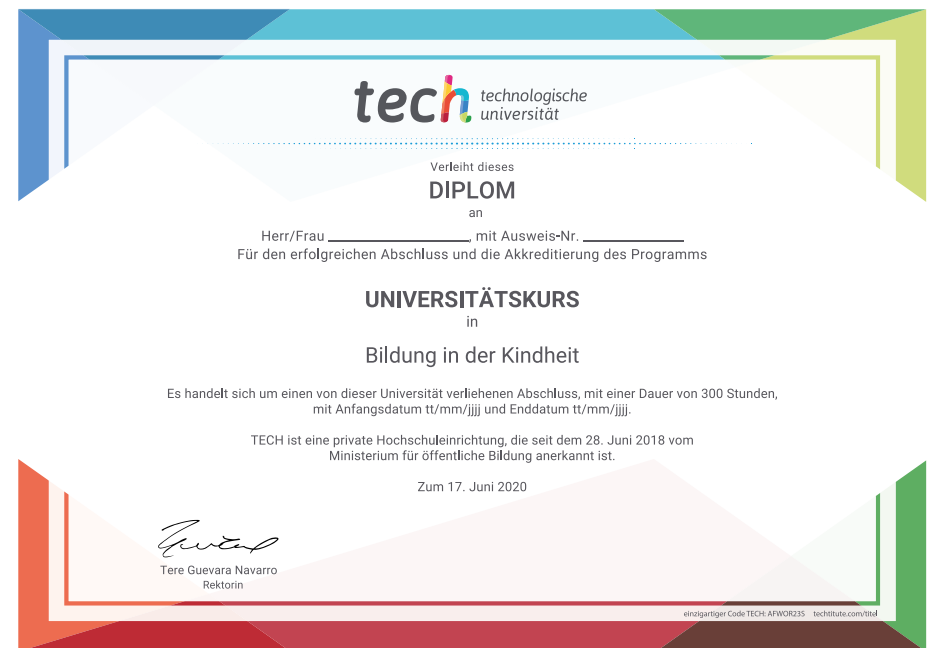 tech technologische
universität
Verleiht dieses
DIPLOM
an
Herr/Frau ____________________, mit Ausweis-Nr. ______________
Für den erfolgreichen Abschluss und die Akkreditierung des Programms
UNIVERSITÄTSKURS
in
Bildung in der Kindheit
Es handelt sich um einen von dieser Universität verliehenen Abschluss, mit einer Dauer von 300 Stunden,
mit Anfangsdatum tt/mm/jjjj und Enddatum tt/mm/jjjj.
TECH ist eine private Hochschuleinrichtung, die seit dem 28. Juni 2018 vom
Ministerium für öffentliche Bildung anerkannt ist.
Zum 17. Juni 2020
Tere Guevara Navarro
Rektorin
einzigartiger Code TECH: AFWOR23S techtitute.com/titel